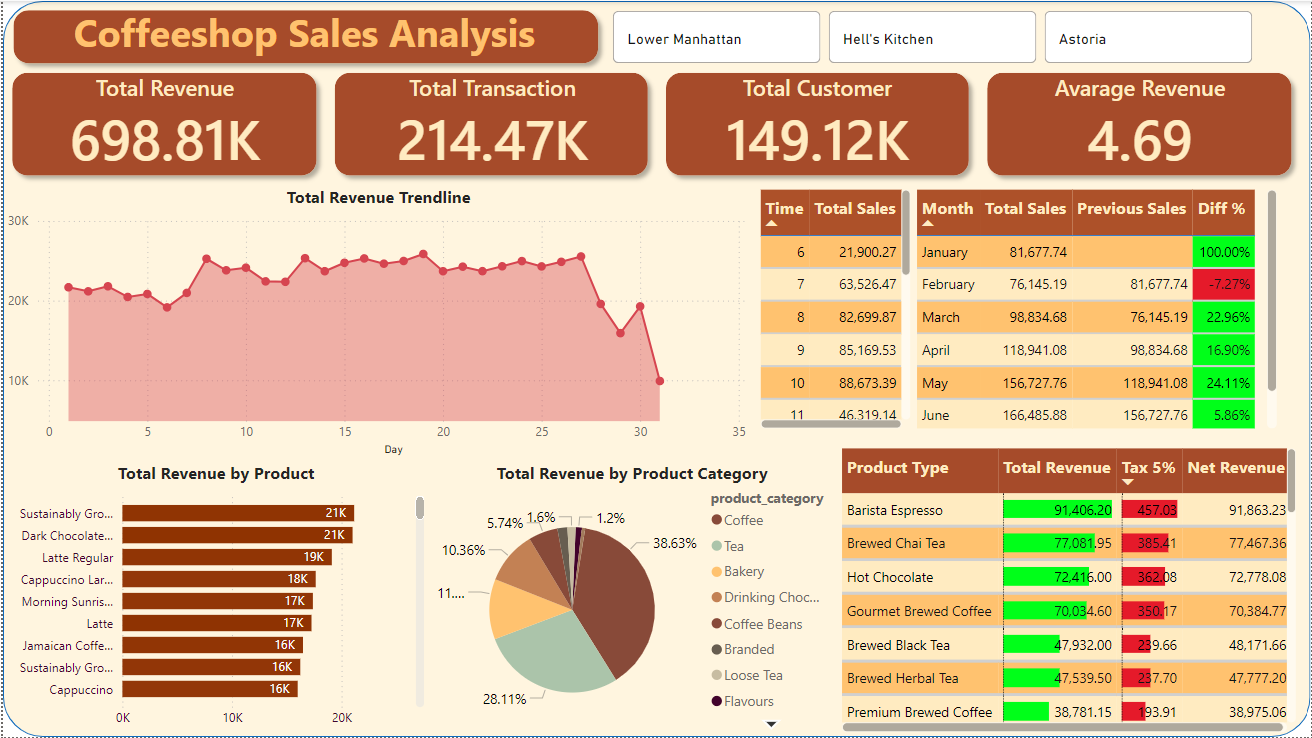 Coffeeshop Sales Analysis
Lower Manhattan
Hell's Kitchen
Astoria
Total Revenue
698.81K
Total Transaction
214.47K
Total Customer
149.12K
Avarage Revenue
4.69
Total Revenue Trendline
30K
20K
10K
0 5 10 15 20 25 30 35
Day
Time Total Sales
6 21,900.27
7 63,526.47
8 82,699.87
9 85,169.53
10 88,673.39
11 46,319.14
Month Total Sales Previous Sales Diff %
January 81,677.74 100.00%
February 76,145.19 81,677.74 -7.27%
March 98,834.68 76,145.19 22.96%
April 118,941.08 98,834.68 16.90%
May 156,727.76 118,941.08 24.11%
June 166,485.88 156,727.76 5.86%
Total Revenue by Product
Sustainably Gro... 21K
Dark Chocolate... 21K
Latte Regular 19K
Cappuccino Lar... 18K
Morning Sunris... 17K
Latte 17K
Jamaican Coffe... 16K
Sustainably Gro... 16K
Cappuccino 16K
0K 10K 20K
Total Revenue by Product Category
38.63%
28.11%
11....
10.36%
5.74%
1.6%
1.2%
product_category
Coffee
Tea
Bakery
Drinking Choc...
Coffee Beans
Branded
Loose Tea
Flavours
Product Type Total Revenue Tax 5% Net Revenue
Barista Espresso 91,406.20 457.03 91,863.23
Brewed Chai Tea 77,081.95 385.41 77,467.36
Hot Chocolate 72,416.00 362.08 72,778.08
Gourmet Brewed Coffee 70,034.60 350.17 70,384.77
Brewed Black Tea 47,932.00 239.66 48,171.66
Brewed Herbal Tea 47,539.50 237.70 47,777.20
Premium Brewed Coffee 38,781.15 193.91 38,975.06